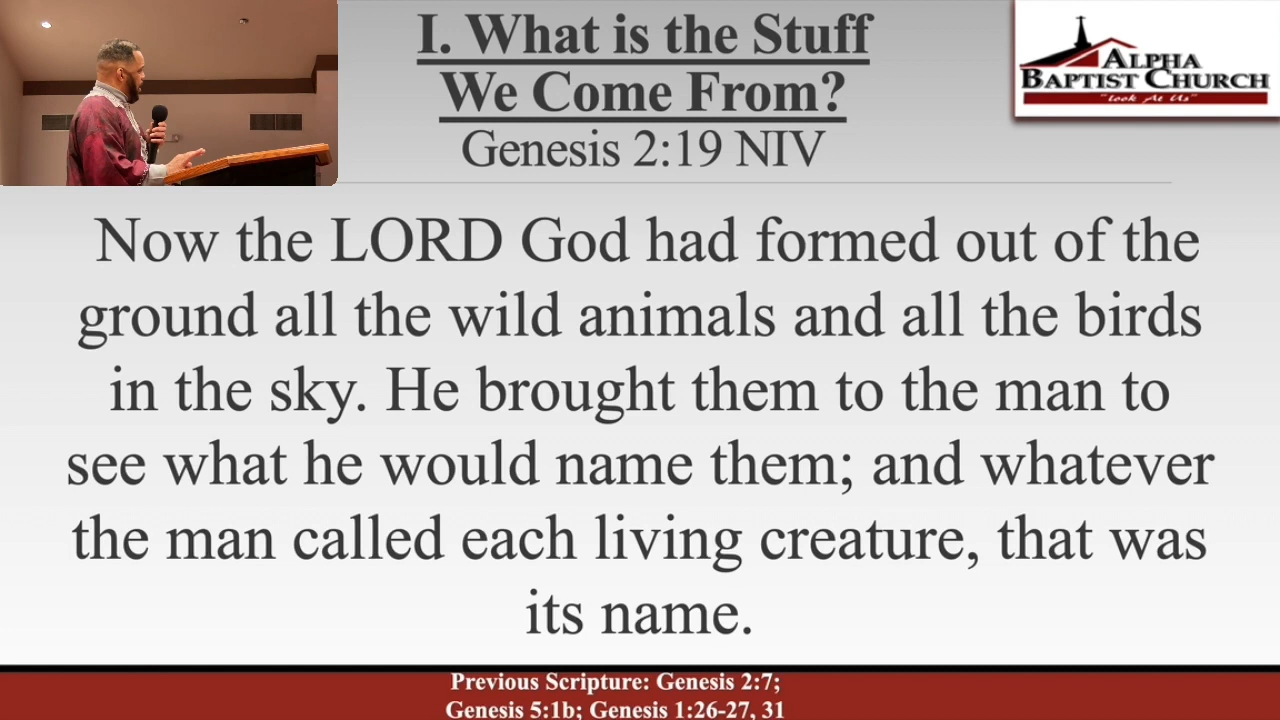 I. What is the Stuff
We Come From?
Genesis 2:19 NIV
ALPHA
BAPTIST CHURCH
"Look At Us"
Now the LORD God had formed out of the
ground all the wild animals and all the birds
in the sky. He brought them to the man to
see what he would name them; and whatever
the man called each living creature, that was
its name.
Previous Scripture: Genesis 2:7;
Genesis 5:1b; Genesis 1:26-27, 31